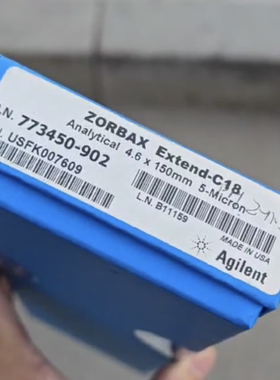 ZORBAX Extend-C18
Analytical 4.6 x 150mm 5-Micron
.N. 773450-902
. USFK007609
L.N. B11159
MADE IN USA
Agilent